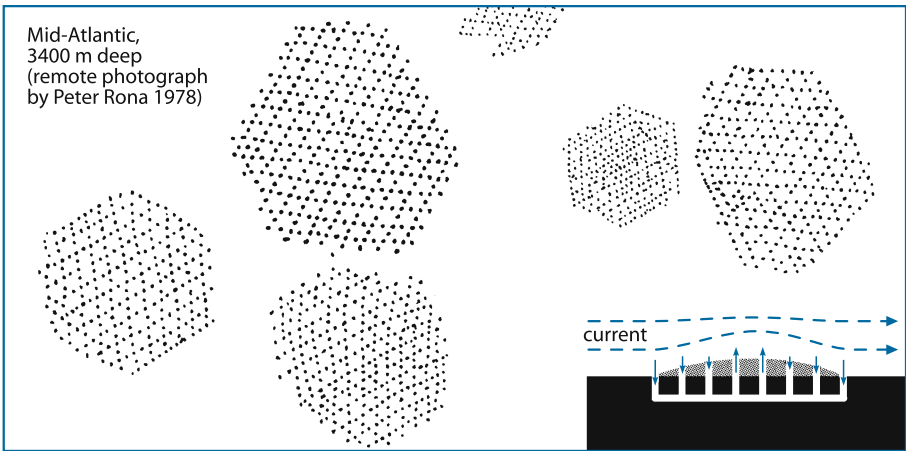 Mid-Atlantic,
3400 m deep
(remote photograph
by Peter Rona 1978)
current